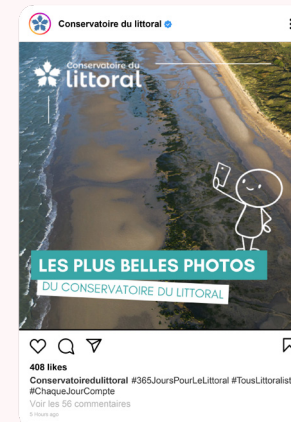 Conservatoire du littoral
Conservatoire du
littoral
LES PLUS BELLES PHOTOS
DU CONSERVATOIRE DU LITTORAL
408 likes
Conservatoiredulittoral #365JoursPourLeLittoral #TousLittoralist
#ChaqueJourCompte
Voir les 56 commentaires
5 Hours ago